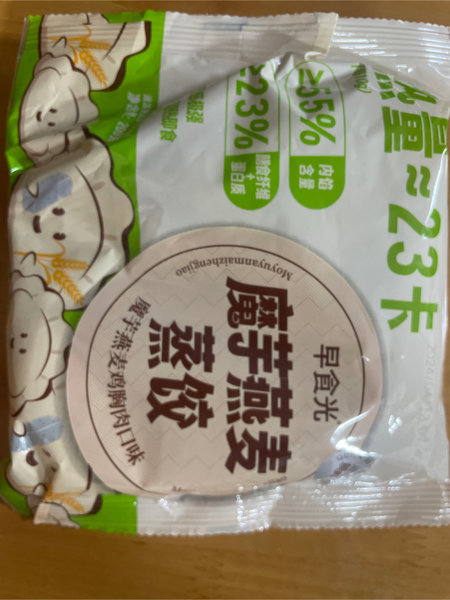 热量≈23卡
≥55%
内馅
含量
≥23%
膳食纤维
+
蛋白质
早食光
魔芋燕麦
蒸饺
Moyuyanmaizhengjiao
魔芋燕麦鸡胸肉口味